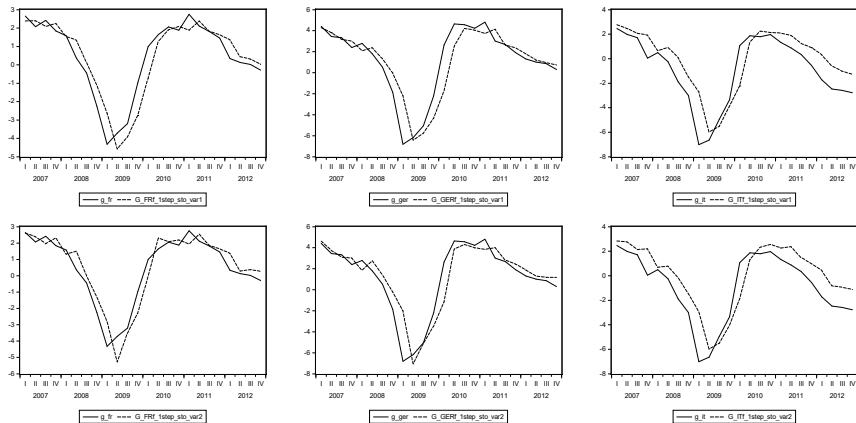 3
2
1
0
-1
-2
-3
-4
-5
I II III IV I II III IV I II III IV I II III IV I II III IV I II III IV
2007 2008 2009 2010 2011 2012
g_fr G_FRf_1step_sto_var1
6
4
2
0
-2
-4
-6
-8
I II III IV I II III IV I II III IV I II III IV I II III IV I II III IV
2007 2008 2009 2010 2011 2012
g_ger G_GERf_1step_sto_var1
4
2
0
-2
-4
-6
-8
I II III IV I II III IV I II III IV I II III IV I II III IV I II III IV
2007 2008 2009 2010 2011 2012
g_it G_ITf_1step_sto_var1
3
2
1
0
-1
-2
-3
-4
-5
-6
I II III IV I II III IV I II III IV I II III IV I II III IV I II III IV
2007 2008 2009 2010 2011 2012
g_fr G_FRf_1step_sto_var2
6
4
2
0
-2
-4
-6
-8
I II III IV I II III IV I II III IV I II III IV I II III IV I II III IV
2007 2008 2009 2010 2011 2012
g_ger G_GERf_1step_sto_var2
4
2
0
-2
-4
-6
-8
I II III IV I II III IV I II III IV I II III IV I II III IV I II III IV
2007 2008 2009 2010 2011 2012
g_it G_ITf_1step_sto_var2